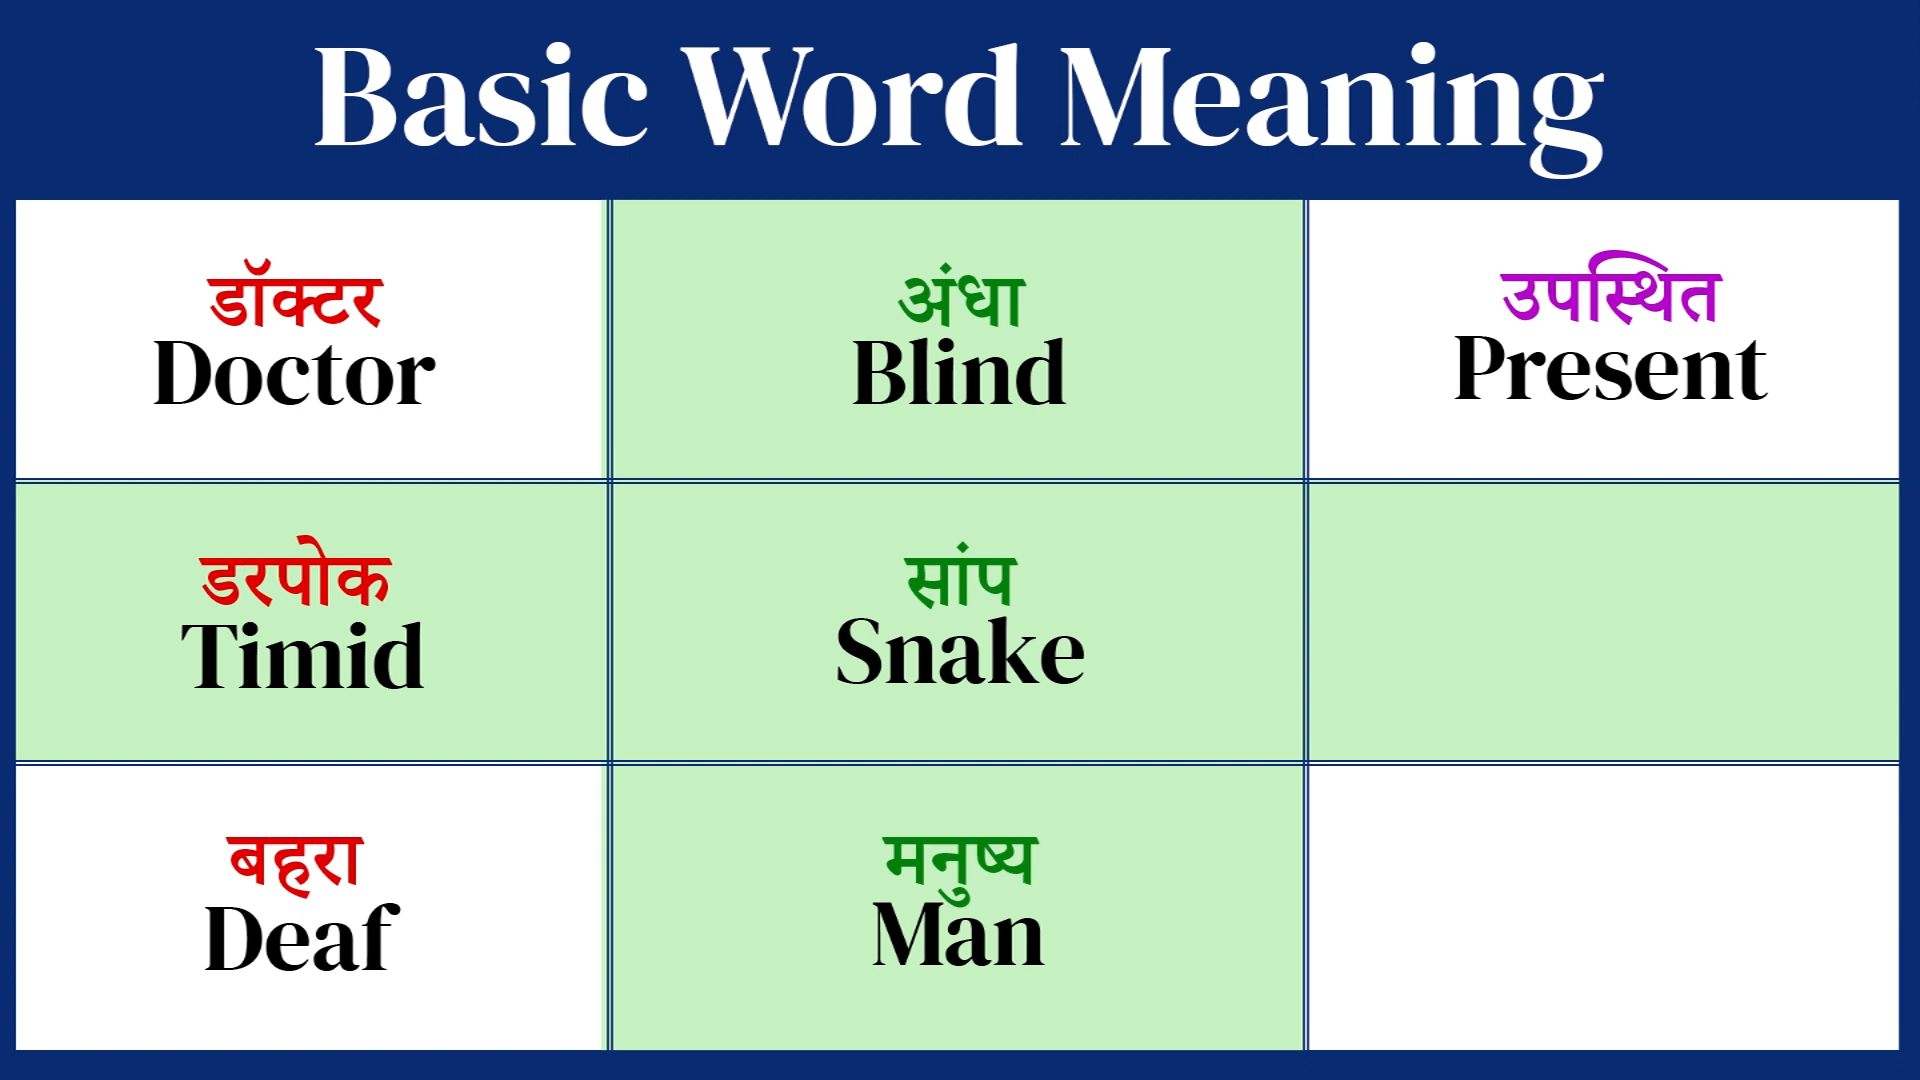 Basic Word Meaning
डॉक्टर
Doctor
अंधा
Blind
उपस्थित
Present
डरपोक
Timid
सांप
Snake
बहरा
Deaf
मनुष्य
Man